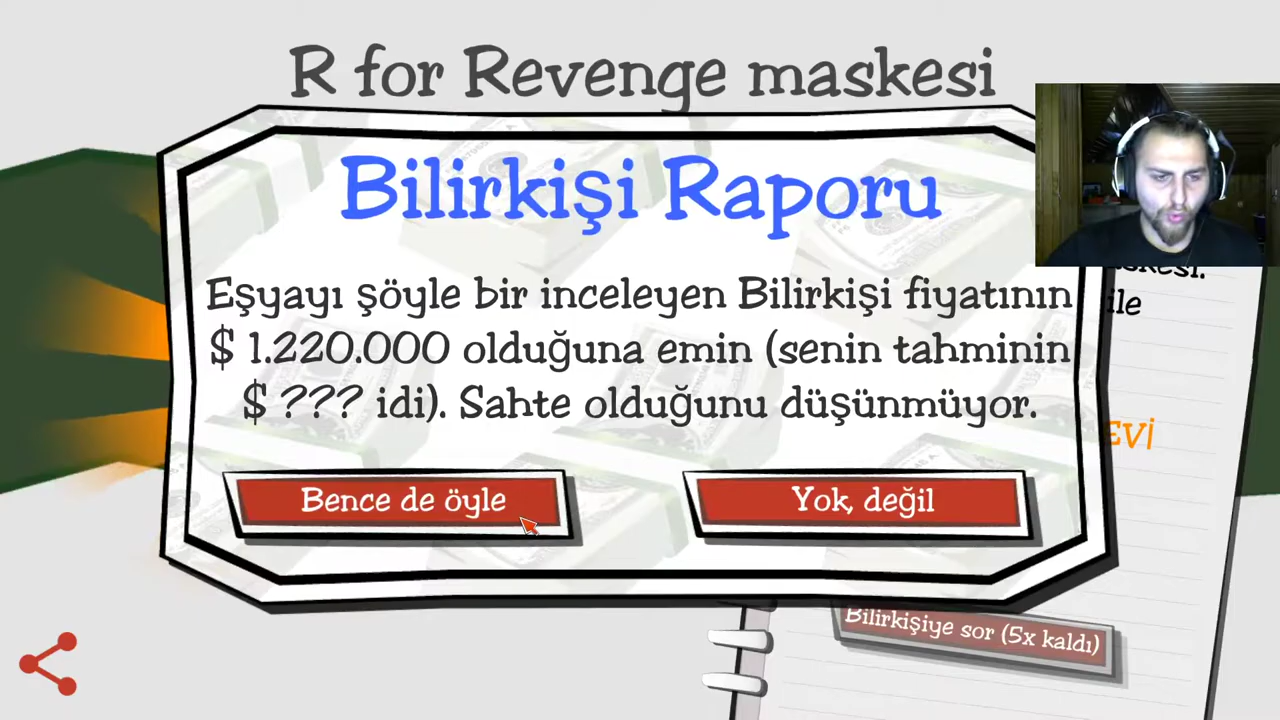 R for Revenge maskesi
Bilirkişi Raporu
Eşyayı şöyle bir inceleyen Bilirkişi fiyatının
$ 1.220.000 olduğuna emin (senin tahminin
$ ??? idi). Sahte olduğunu düşünmüyor.
Bence de öyle
Yok, değil
ile
Bilirkişiye sor (5x kaldı)